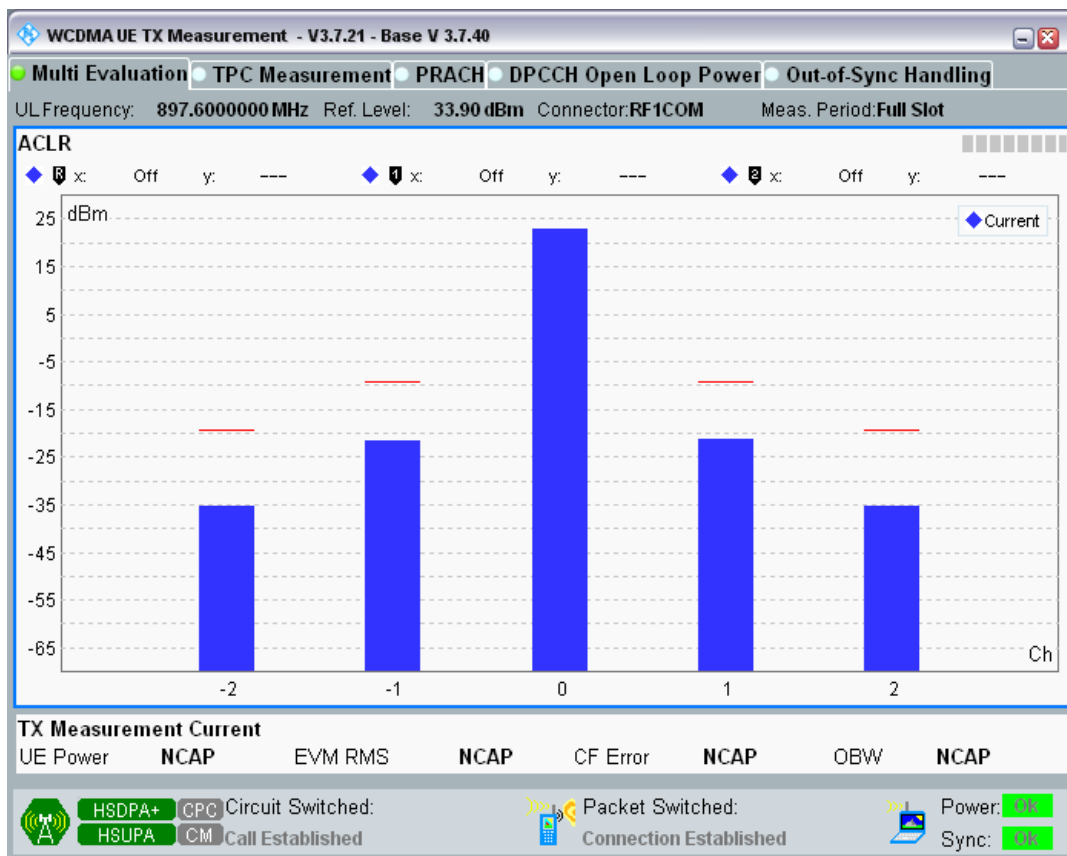 WCDMA UE TX Measurement - V3.7.21 - Base V 3.7.40
Multi Evaluation TPC Measurement PRACH DPCCH Open Loop Power Out-of-Sync Handling
UL Frequency: 897.6000000 MHz Ref. Level: 33.90 dBm Connector:RF1COM Meas. Period:Full Slot
ACLR
R x: Off y: --- 1 x: Off y: --- 2 x: Off y: ---
dBm
Current
25
15
5
-5
-15
-25
-35
-45
-55
-65
Ch
-2 -1 0 1 2
TX Measurement Current
UE Power NCAP EVM RMS NCAP CF Error NCAP OBW NCAP
HSDPA+ CPC Circuit Switched: Packet Switched: Power: Ok
HSUPA CM Call Established Connection Established Sync: Ok